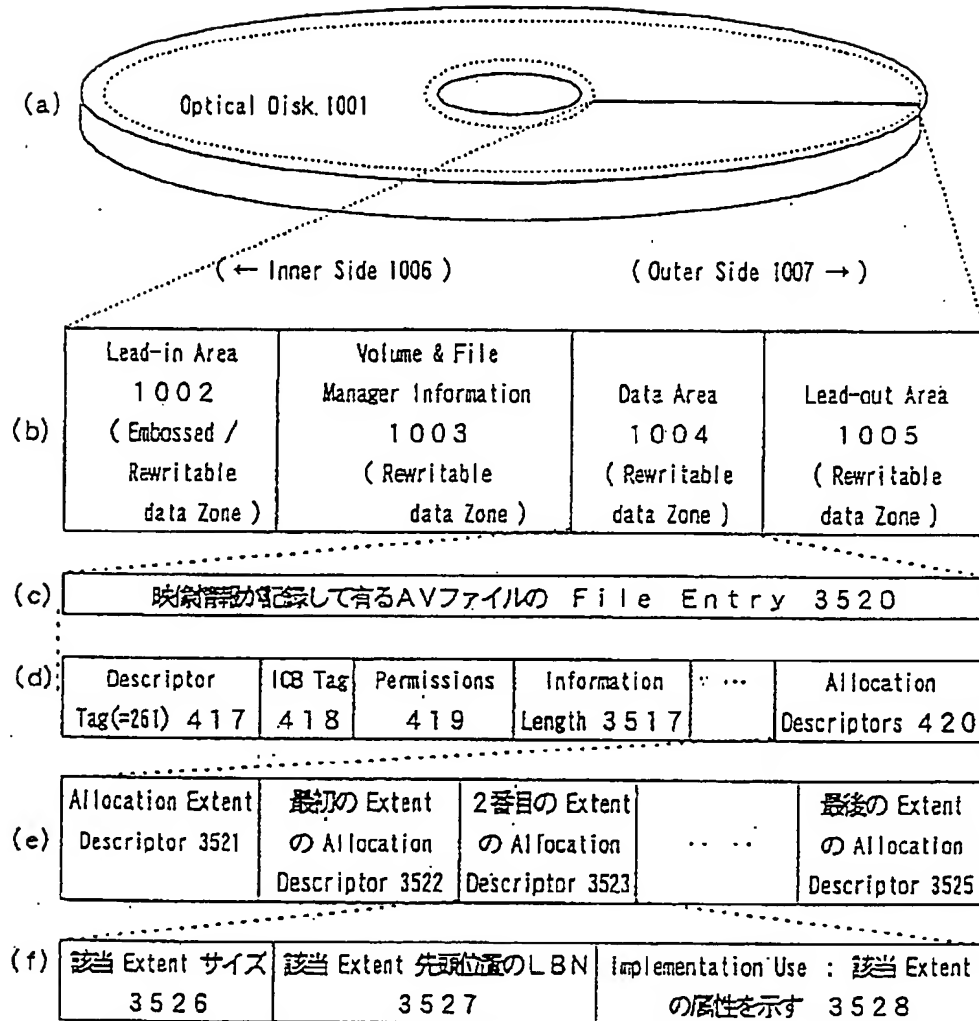 (a)
Optical Disk 1001
( ← Inner Side 1006 )
( Outer Side 1007 → )
(b)
Lead-in Area
1002
( Embossed /
Rewritable
data Zone )
Volume & File
Manager Information
1003
( Rewritable
data Zone )
Data Area
1004
( Rewritable
data Zone )
Lead-out Area
1005
( Rewritable
data Zone )
(c)
映像情報が記録して有るAVファイルの File Entry 3520
(d)
Descriptor
Tag(=261) 417
ICB Tag
418
Permissions
419
Information
Length 3517
…
Allocation
Descriptors 420
(e)
Allocation Extent
Descriptor 3521
最初の Extent
の Allocation
Descriptor 3522
2番目の Extent
の Allocation
Descriptor 3523
.. ..
最後の Extent
の Allocation
Descriptor 3525
(f)
該当 Extent サイズ
3526
該当 Extent 先頭位置のLBN
3527
Implementation Use : 該当 Extent
の属性を示す 3528